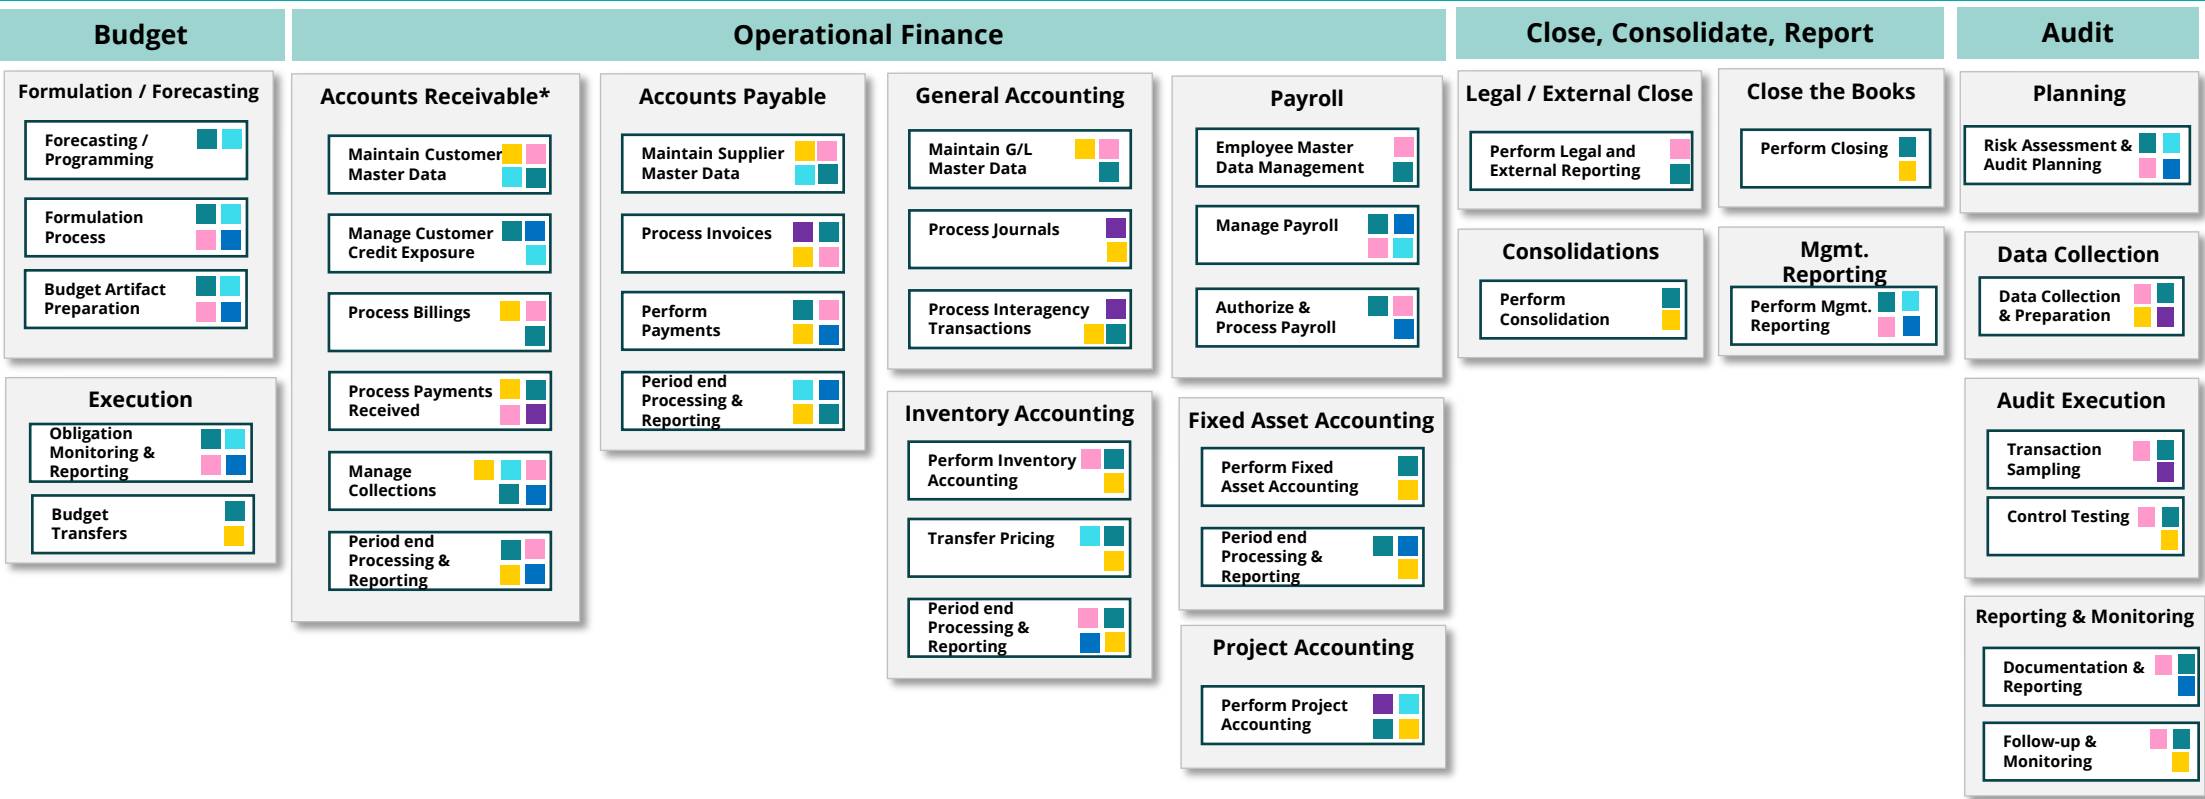 Budget
Operational Finance
Close, Consolidate, Report
Audit
Formulation / Forecasting
Forecasting /
Programming
Formulation
Process
Budget Artifact
Preparation
Execution
Obligation
Monitoring &
Reporting
Budget
Transfers
Accounts Receivable*
Maintain Customer
Master Data
Manage Customer
Credit Exposure
Process Billings
Process Payments
Received
Manage
Collections
Period end
Processing &
Reporting
Accounts Payable
Maintain Supplier
Master Data
Process Invoices
Perform
Payments
Period end
Processing &
Reporting
General Accounting
Maintain G/L
Master Data
Process Journals
Process Interagency
Transactions
Inventory Accounting
Perform Inventory
Accounting
Transfer Pricing
Period end
Processing &
Reporting
Payroll
Employee Master
Data Management
Manage Payroll
Authorize &
Process Payroll
Fixed Asset Accounting
Perform Fixed
Asset Accounting
Period end
Processing &
Reporting
Project Accounting
Perform Project
Accounting
Legal / External Close
Perform Legal and
External Reporting
Consolidations
Perform
Consolidation
Close the Books
Perform Closing
Mgmt.
Reporting
Perform Mgmt.
Reporting
Planning
Risk Assessment &
Audit Planning
Data Collection
Data Collection
& Preparation
Audit Execution
Transaction
Sampling
Control Testing
Reporting & Monitoring
Documentation &
Reporting
Follow-up &
Monitoring